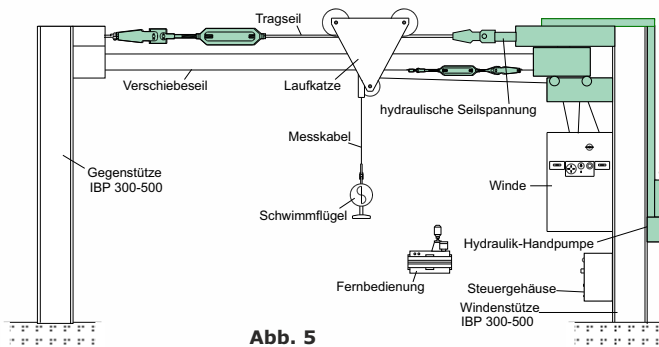 Tragseil
Verschiebeseil
Laufkatze
hydraulische Seilspannung
Messkabel
Gegenstütze
IBP 300-500
Winde
Schwimmflügel
Hydraulik-Handpumpe
Fernbedienung
Steuergehäuse
Windenstütze
IBP 300-500
Abb. 5